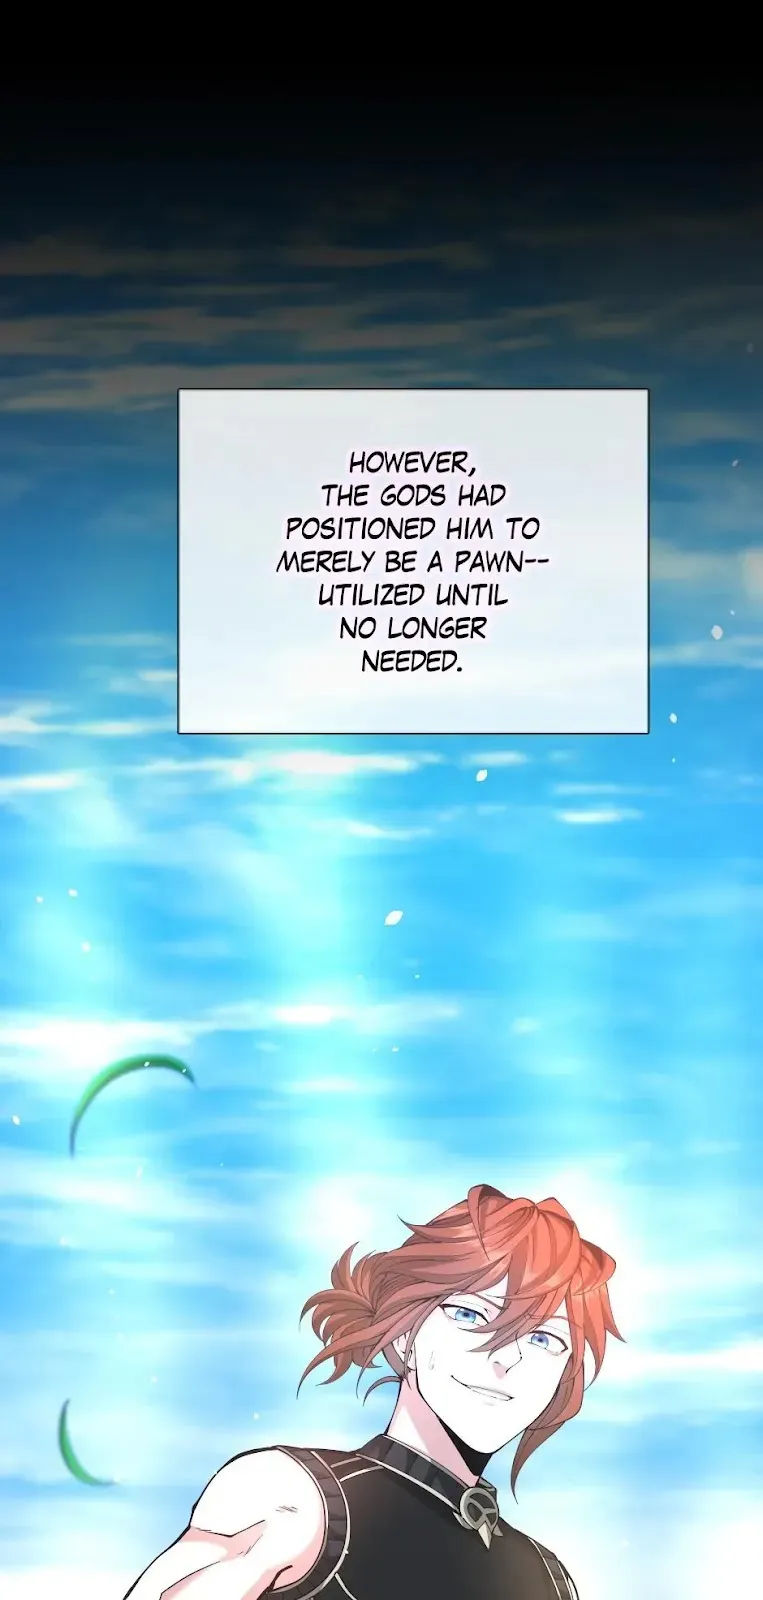 HOWEVER,
THE GODS HAD
POSITIONED HIM TO
MERELY BE A PAWN--
UTILIZED UNTIL
NO LONGER
NEEDED.